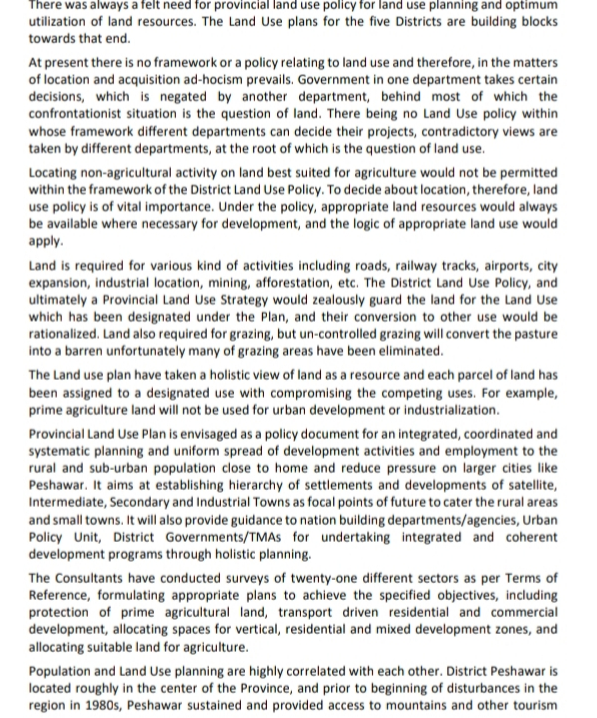 There was always a felt need for provincial land use policy for land use planning and optimum
utilization of land resources. The Land Use plans for the five Districts are building blocks
towards that end.
At present there is no framework or a policy relating to land use and therefore, in the matters
of location and acquisition ad-hocism prevails. Government in one department takes certain
decisions, which is negated by another department, behind most of which the
confrontationist situation is the question of land. There being no Land Use policy within
whose framework different departments can decide their projects, contradictory views are
taken by different departments, at the root of which is the question of land use.
Locating non-agricultural activity on land best suited for agriculture would not be permitted
within the framework of the District Land Use Policy. To decide about location, therefore, land
use policy is of vital importance. Under the policy, appropriate land resources would always
be available where necessary for development, and the logic of appropriate land use would
apply.
Land is required for various kind of activities including roads, railway tracks, airports, city
expansion, industrial location, mining, afforestation, etc. The District Land Use Policy, and
ultimately a Provincial Land Use Strategy would zealously guard the land for the Land Use
which has been designated under the Plan, and their conversion to other use would be
rationalized. Land also required for grazing, but un-controlled grazing will convert the pasture
into a barren unfortunately many of grazing areas have been eliminated.
The Land use plan have taken a holistic view of land as a resource and each parcel of land has
been assigned to a designated use with compromising the competing uses. For example,
prime agriculture land will not be used for urban development or industrialization.
Provincial Land Use Plan is envisaged as a policy document for an integrated, coordinated and
systematic planning and uniform spread of development activities and employment to the
rural and sub-urban population close to home and reduce pressure on larger cities like
Peshawar. It aims at establishing hierarchy of settlements and developments of satellite,
Intermediate, Secondary and Industrial Towns as focal points of future to cater the rural areas
and small towns. It will also provide guidance to nation building departments/agencies, Urban
Policy Unit, District Governments/TMAs for undertaking integrated and coherent
development programs through holistic planning.
The Consultants have conducted surveys of twenty-one different sectors as per Terms of
Reference, formulating appropriate plans to achieve the specified objectives, including
protection of prime agricultural land, transport driven residential and commercial
development, allocating spaces for vertical, residential and mixed development zones, and
allocating suitable land for agriculture.
Population and Land Use planning are highly correlated with each other. District Peshawar is
located roughly in the center of the Province, and prior to beginning of disturbances in the
region in 1980s, Peshawar sustained and provided access to mountains and other tourism